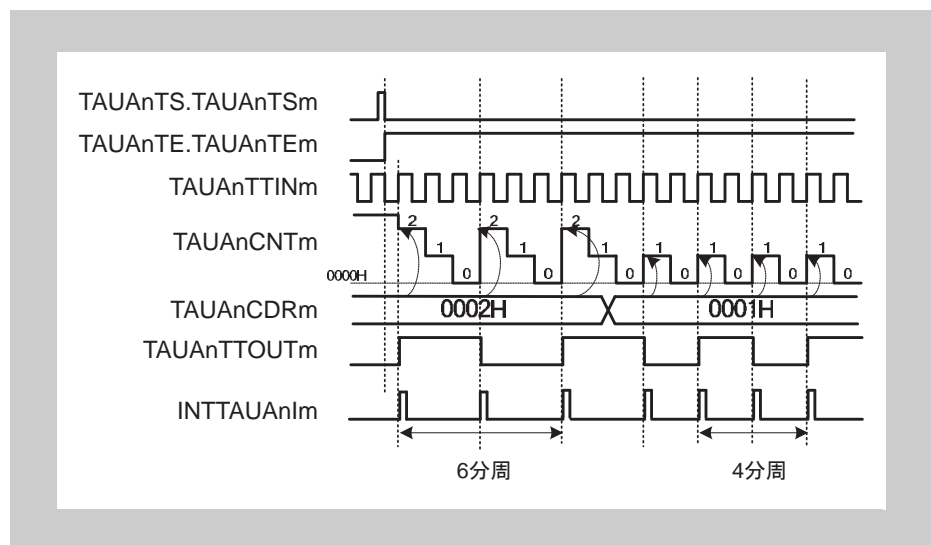 TAUAnTS.TAUAnTSm
TAUAnTE.TAUAnTEm
TAUAnTTINm
TAUAnCNTm
2 1 0 2 1 0 2 1 0 1 0 1 0 1 0 1 0
0000H
TAUAnCDRm
0002H 0001H
TAUAnTTOUTm
INTTAUAnIm
6分周 4分周